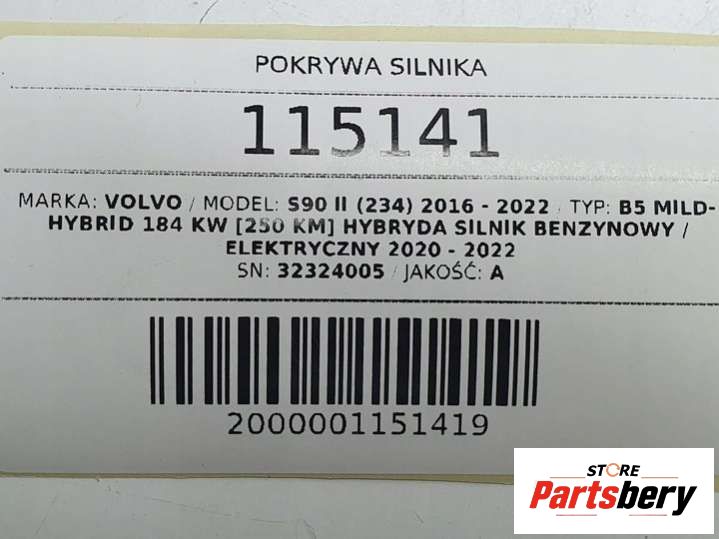 POKRYWA SILNIKA
115141
MARKA: VOLVO / MODEL: S90 II (234) 2016 - 2022 / TYP: B5 MILD-
HYBRID 184 KW [250 KM] HYBRYDA SILNIK BENZYNOWY /
ELEKTRYCZNY 2020 - 2022
SN: 32324005 / JAKOŚĆ: A
2000001151419
STORE
Partsbery